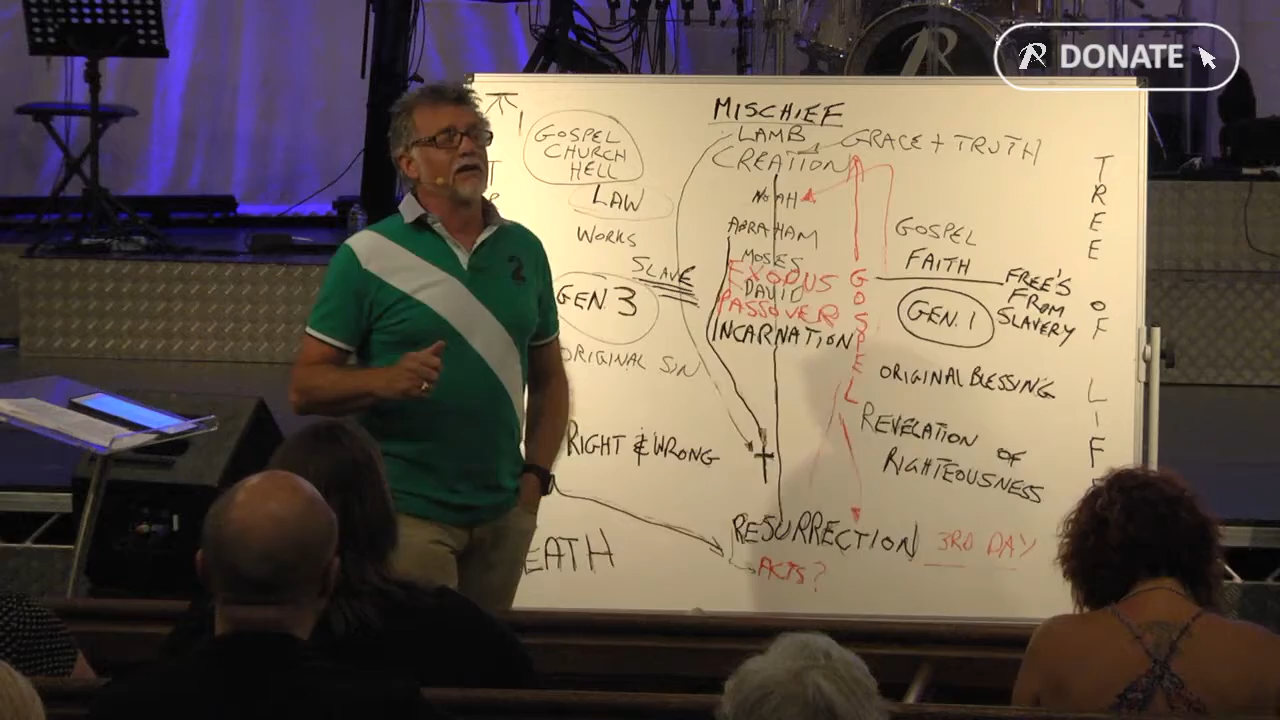 DONATE
MISCHIEF
LAMB
CREATION
GRACE + TRUTH
NOAH
ABRAHAM
MOSES
EXODUS
DAVID
PASSOVER
INCARNATION
GOSPEL
RESURRECTION
3RD DAY
ACTS?
GOSPEL
CHURCH
HELL
LAW
WORKS
SLAVE
GEN 3
ORIGINAL SIN
RIGHT & WRONG
EATH
GOSPEL
FAITH
FREE'S
FROM
SLAVERY
GEN. 1
ORIGINAL BLESSING
REVELATION OF
RIGHTEOUSNESS
TREE OF LIF